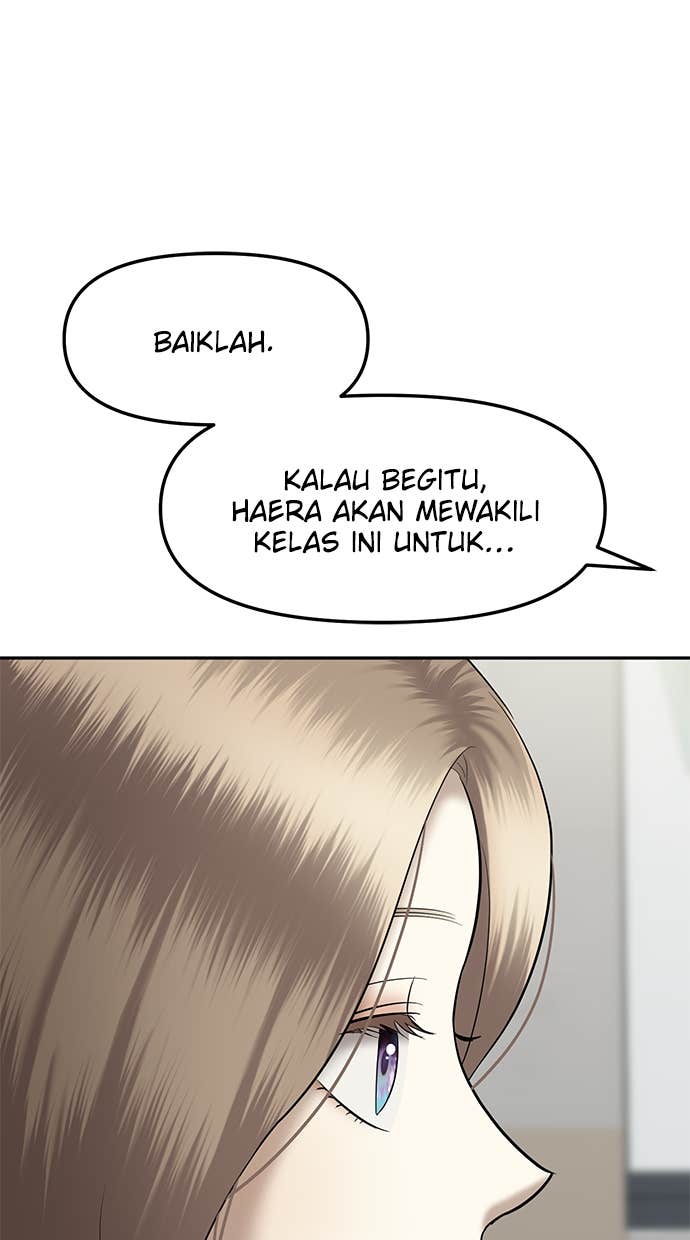 BAIKLAH.
KALAU BEGITU,
HAERA AKAN MEWAKILI
KELAS INI UNTUK...